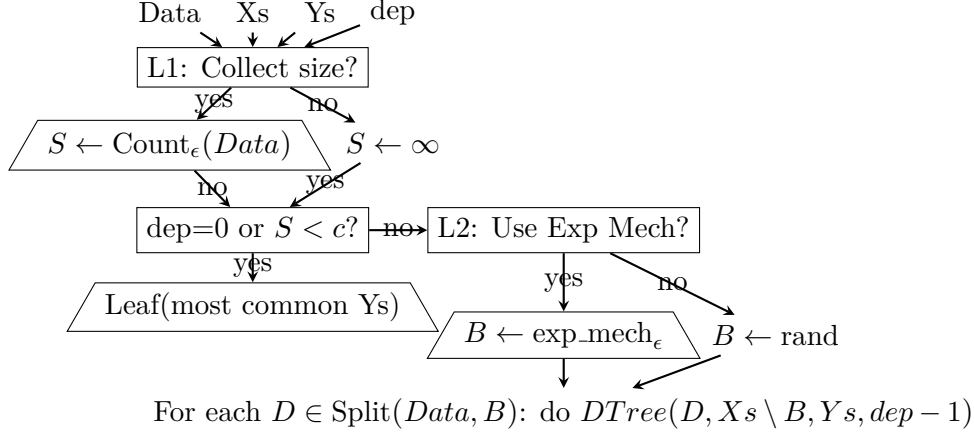 Data Xs Ys dep
L1: Collect size?
yes no
S ← Count_ϵ(Data) S ← ∞
no yes
dep=0 or S < c? no L2: Use Exp Mech?
yes
Leaf(most common Ys)
yes no
B ← exp_mech_ϵ B ← rand
For each D ∈ Split(Data, B): do DTree(D, Xs \ B, Ys, dep − 1)